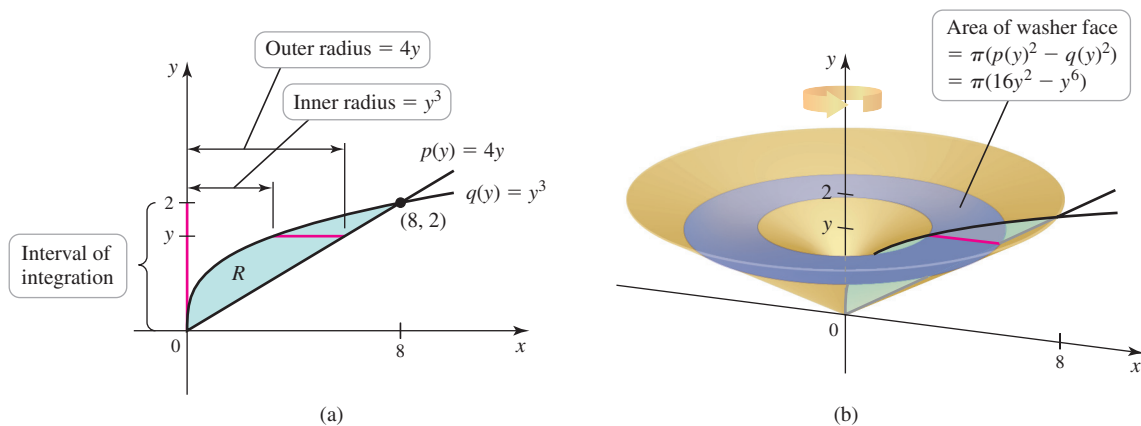 Outer radius = 4y
Inner radius = y³
y
p(y) = 4y
q(y) = y³
(8, 2)
2
y
Interval of
integration
R
0
8
x
(a)
Area of washer face
= π(p(y)² − q(y)²)
= π(16y² − y⁶)
y
2
y
0
8
x
(b)